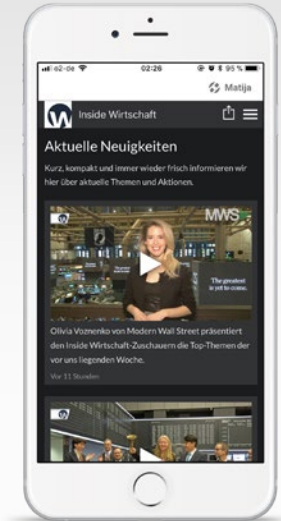 o2-de
02:26
95 %
Matija
Inside Wirtschaft
Aktuelle Neuigkeiten
Kurz, kompakt und immer wieder frisch informieren wir
hier über aktuelle Themen und Aktionen.
MWS
The greatest
is yet to come.
Olivia Voznenko von Modern Wall Street präsentiert
den Inside Wirtschaft-Zuschauern die Top-Themen der
vor uns liegenden Woche.
Vor 11 Stunden